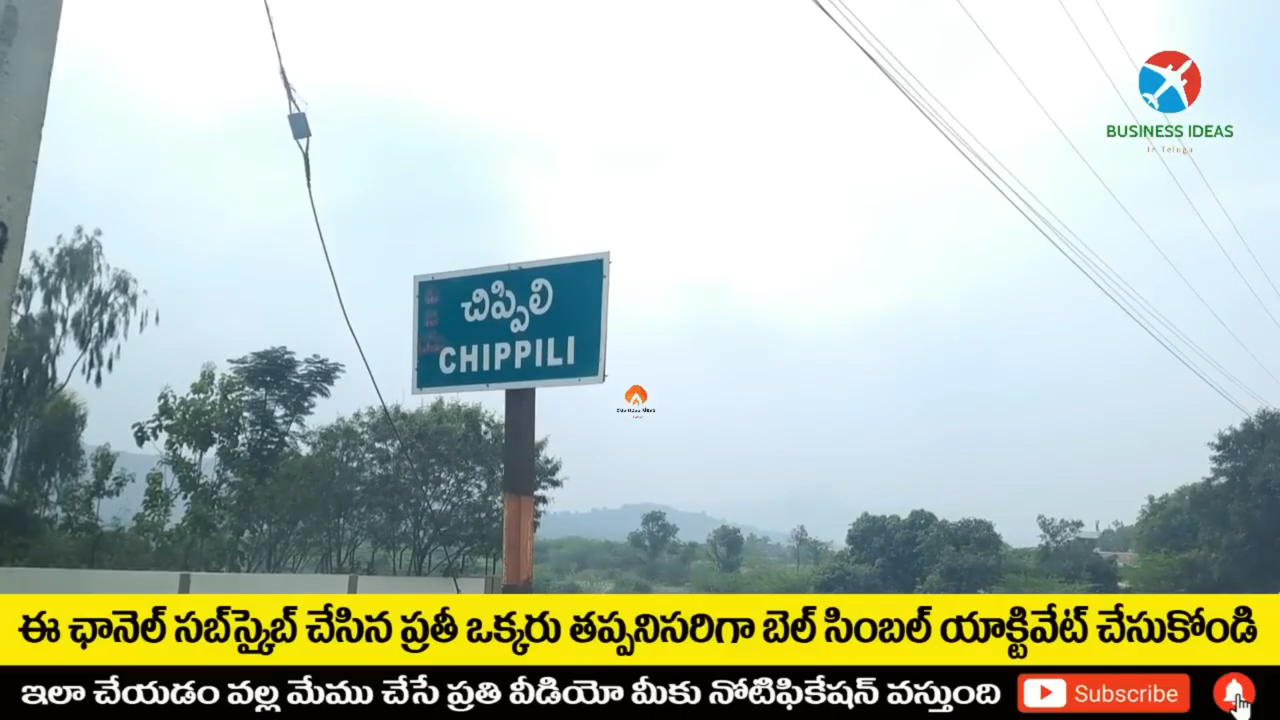 BUSINESS IDEAS
In Telugu
చిప్పిలి
CHIPPILI
ఈ ఛానెల్ సబ్‌స్కైబ్ చేసిన ప్రతీ ఒక్కరు తప్పనిసరిగా బెల్ సింబల్ యాక్టివేట్ చేసుకోండి
ఇలా చేయడం వల్ల మేము చేసే ప్రతి వీడియో మీకు నోటిఫికేషన్ వస్తుంది
Subscribe